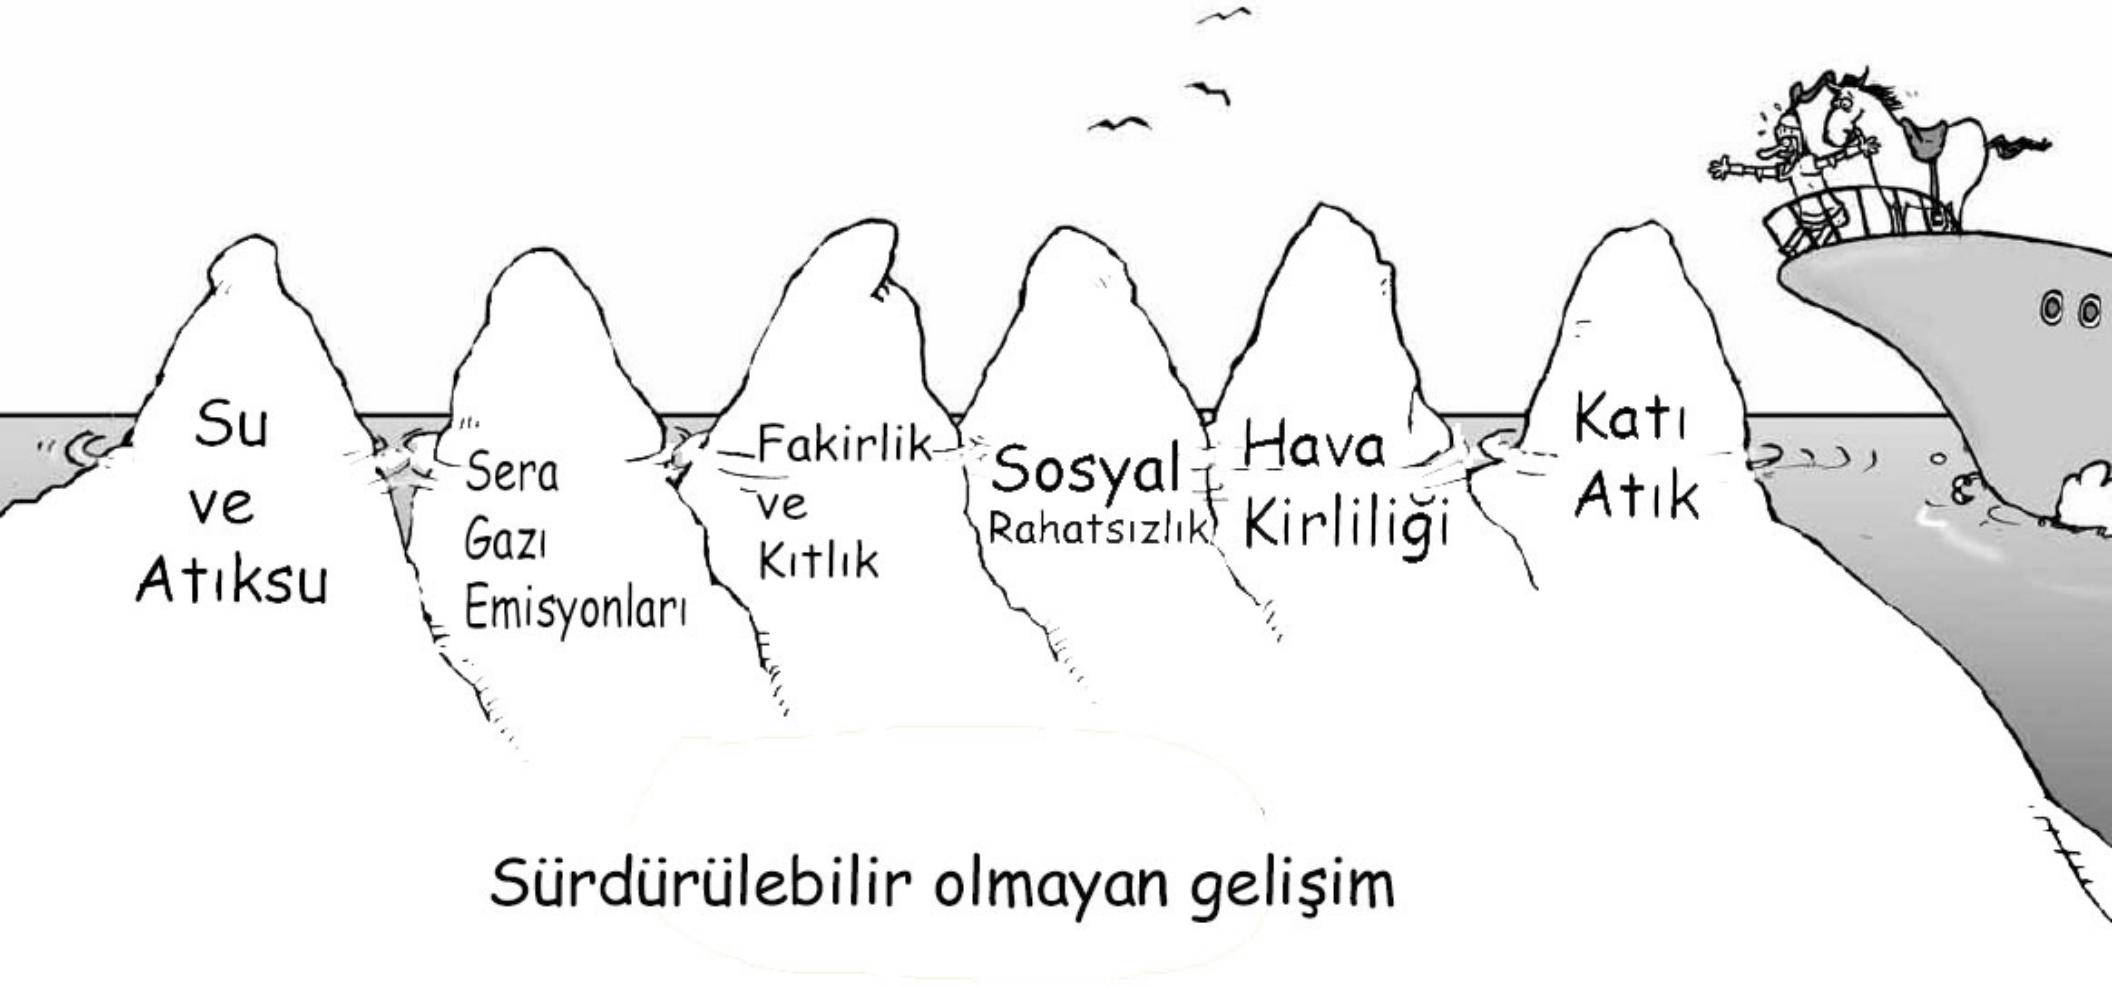 Su
ve
Atıksu
Sera
Gazı
Emisyonları
Fakirlik
ve
Kıtlık
Sosyal
Rahatsızlık
Hava
Kirliliği
Katı
Atık
Sürdürülebilir olmayan gelişim